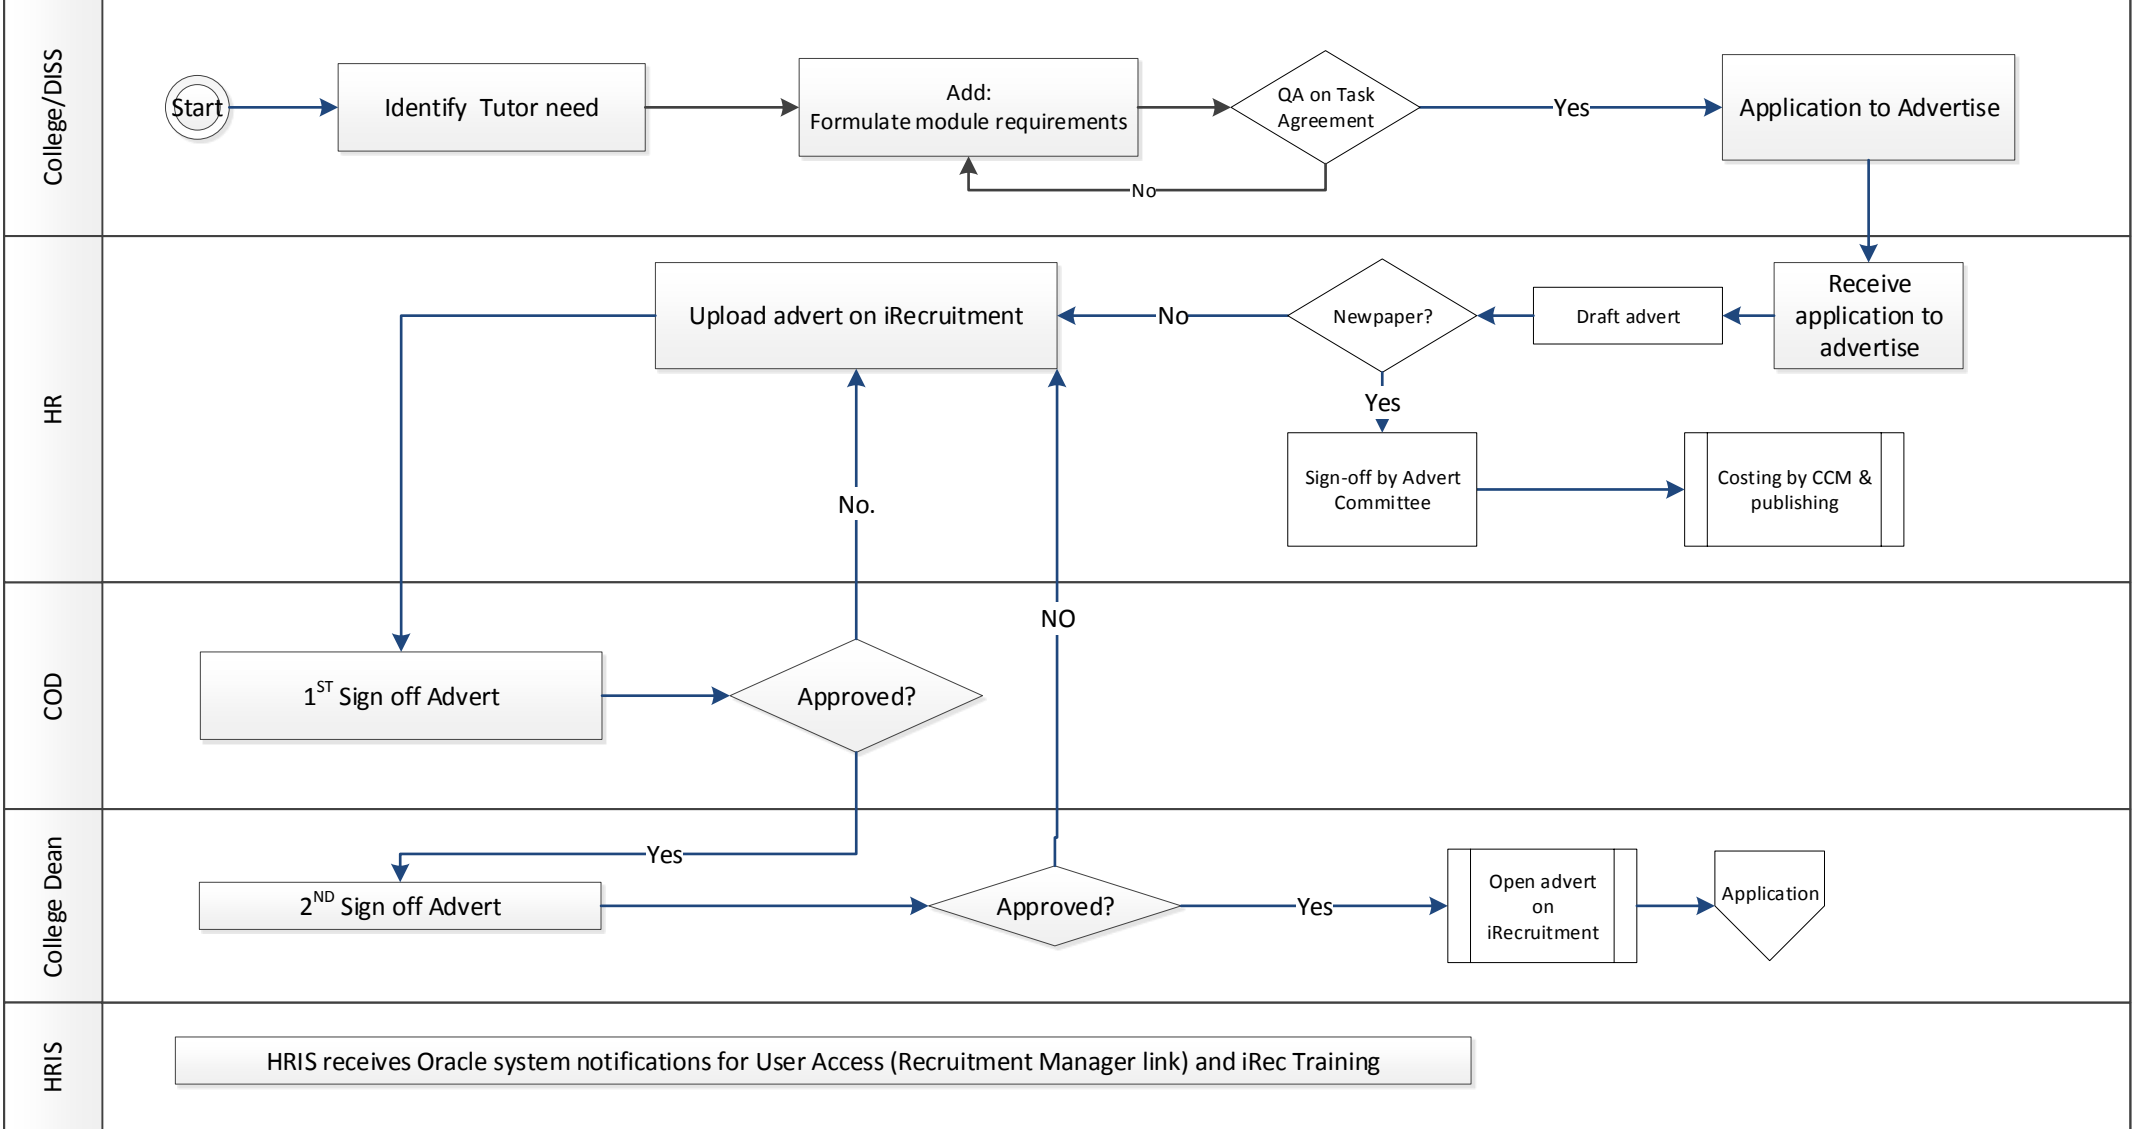 College/DISS
Start
Identify Tutor need
Add:
Formulate module requirements
QA on Task
Agreement
Yes
Application to Advertise
No
HR
Upload advert on iRecruitment
No
Newpaper?
Draft advert
Receive
application to
advertise
Yes
Sign-off by Advert
Committee
Costing by CCM &
publishing
No.
NO
COD
1ST Sign off Advert
Approved?
College Dean
Yes
2ND Sign off Advert
Approved?
Yes
Open advert
on
iRecruitment
Application
HRIS
HRIS receives Oracle system notifications for User Access (Recruitment Manager link) and iRec Training